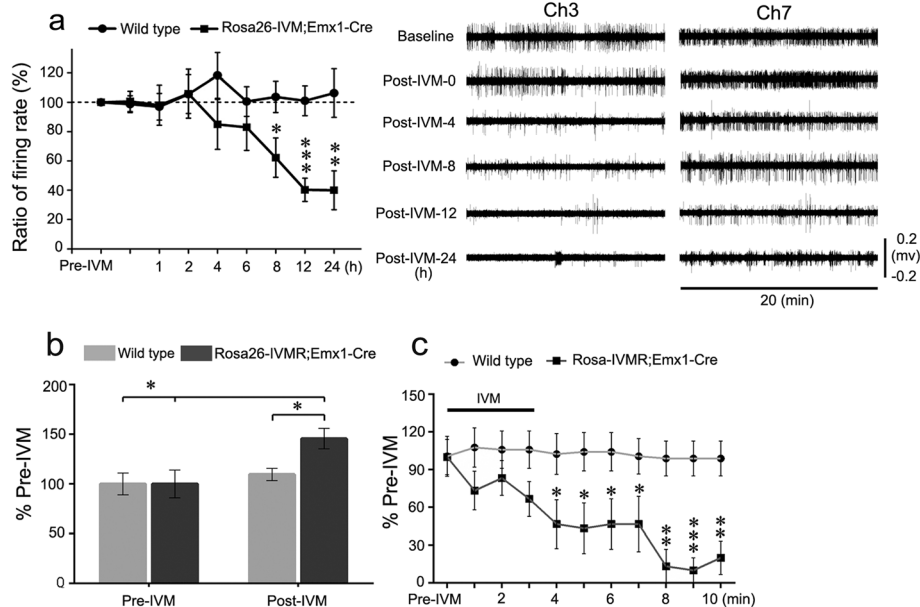 a
Wild type
Rosa26-IVM;Emx1-Cre
Ratio of firing rate (%)
120
100
80
60
40
20
0
*
***
**
Pre-IVM
1
2
4
6
8
12
24 (h)
Ch3
Ch7
Baseline
Post-IVM-0
Post-IVM-4
Post-IVM-8
Post-IVM-12
Post-IVM-24
(h)
0.2
(mv)
-0.2
20 (min)
b
Wild type
Rosa26-IVMR;Emx1-Cre
% Pre-IVM
200
150
100
50
0
*
*
Pre-IVM
Post-IVM
c
Wild type
Rosa-IVMR;Emx1-Cre
% Pre-IVM
150
120
90
60
30
0
IVM
*
*
*
*
**
***
**
Pre-IVM
2
4
6
8
10 (min)